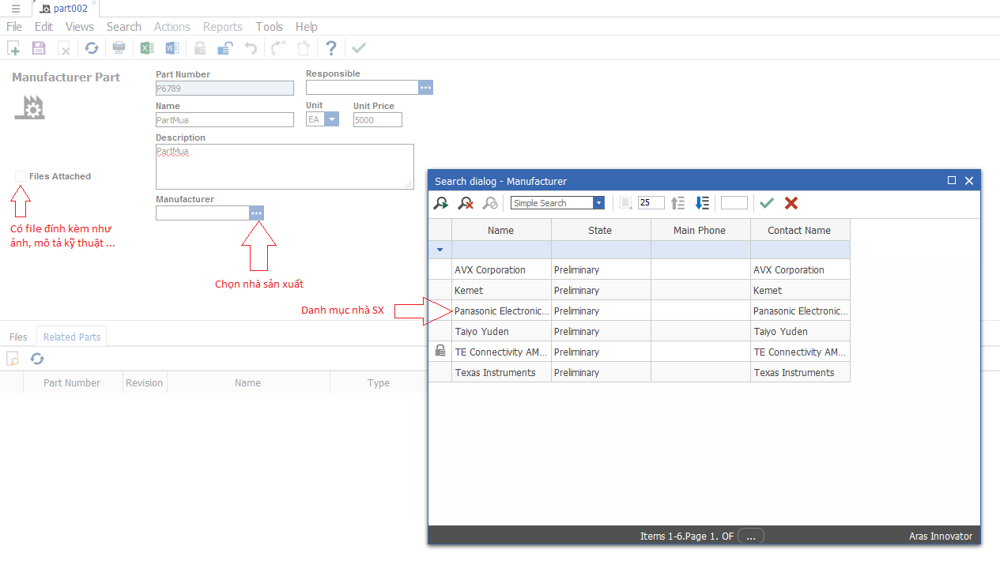 part002
File Edit Views Search Actions Reports Tools Help
Manufacturer Part
Part Number
P6789
Responsible
Name
PartMua
Unit
EA
Unit Price
5000
Description
PartMua
Files Attached
Manufacturer
Có file đính kèm như
ảnh, mô tả kỹ thuật ...
Chọn nhà sản xuất
Danh mục nhà SX
Files Related Parts
Part Number Revision Name Type
Search dialog - Manufacturer
Simple Search 25
Name State Main Phone Contact Name
AVX Corporation Preliminary AVX Corporation
Kemet Preliminary Kemet
Panasonic Electronic... Preliminary Panasonic Electronic...
Taiyo Yuden Preliminary Taiyo Yuden
TE Connectivity AM... Preliminary TE Connectivity AM...
Texas Instruments Preliminary Texas Instruments
Items 1-6.Page 1. OF ... Aras Innovator